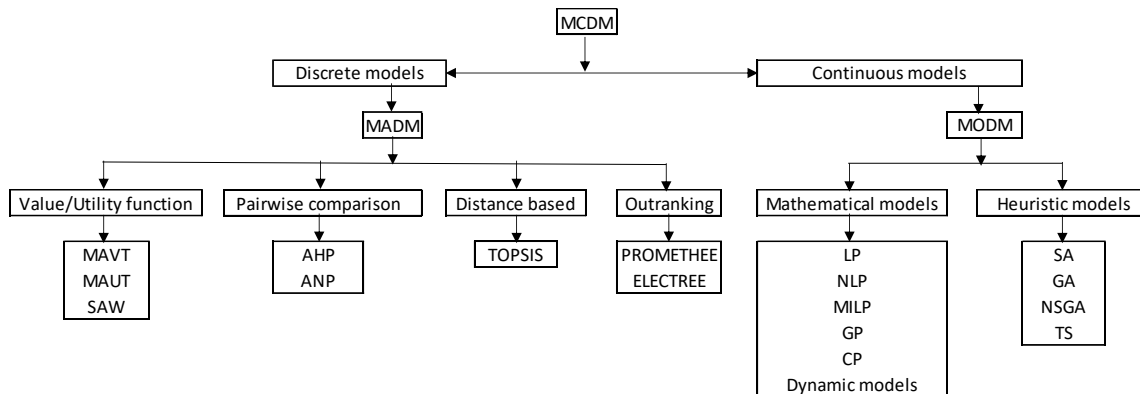 MCDM
Discrete models
Continuous models
MADM
MODM
Value/Utility function
Pairwise comparison
Distance based
Outranking
Mathematical models
Heuristic models
MAVT
MAUT
SAW
AHP
ANP
TOPSIS
PROMETHEE
ELECTREE
LP
NLP
MILP
GP
CP
Dynamic models
SA
GA
NSGA
TS